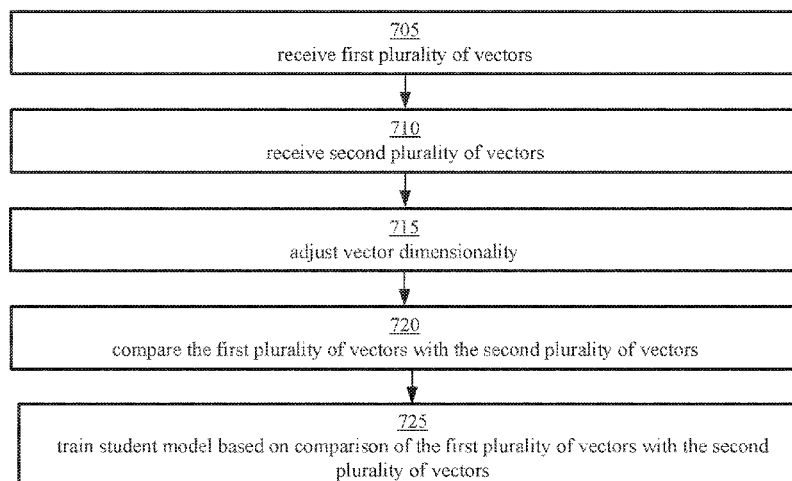 705
receive first plurality of vectors
710
receive second plurality of vectors
715
adjust vector dimensionality
720
compare the first plurality of vectors with the second plurality of vectors
725
train student model based on comparison of the first plurality of vectors with the second
plurality of vectors